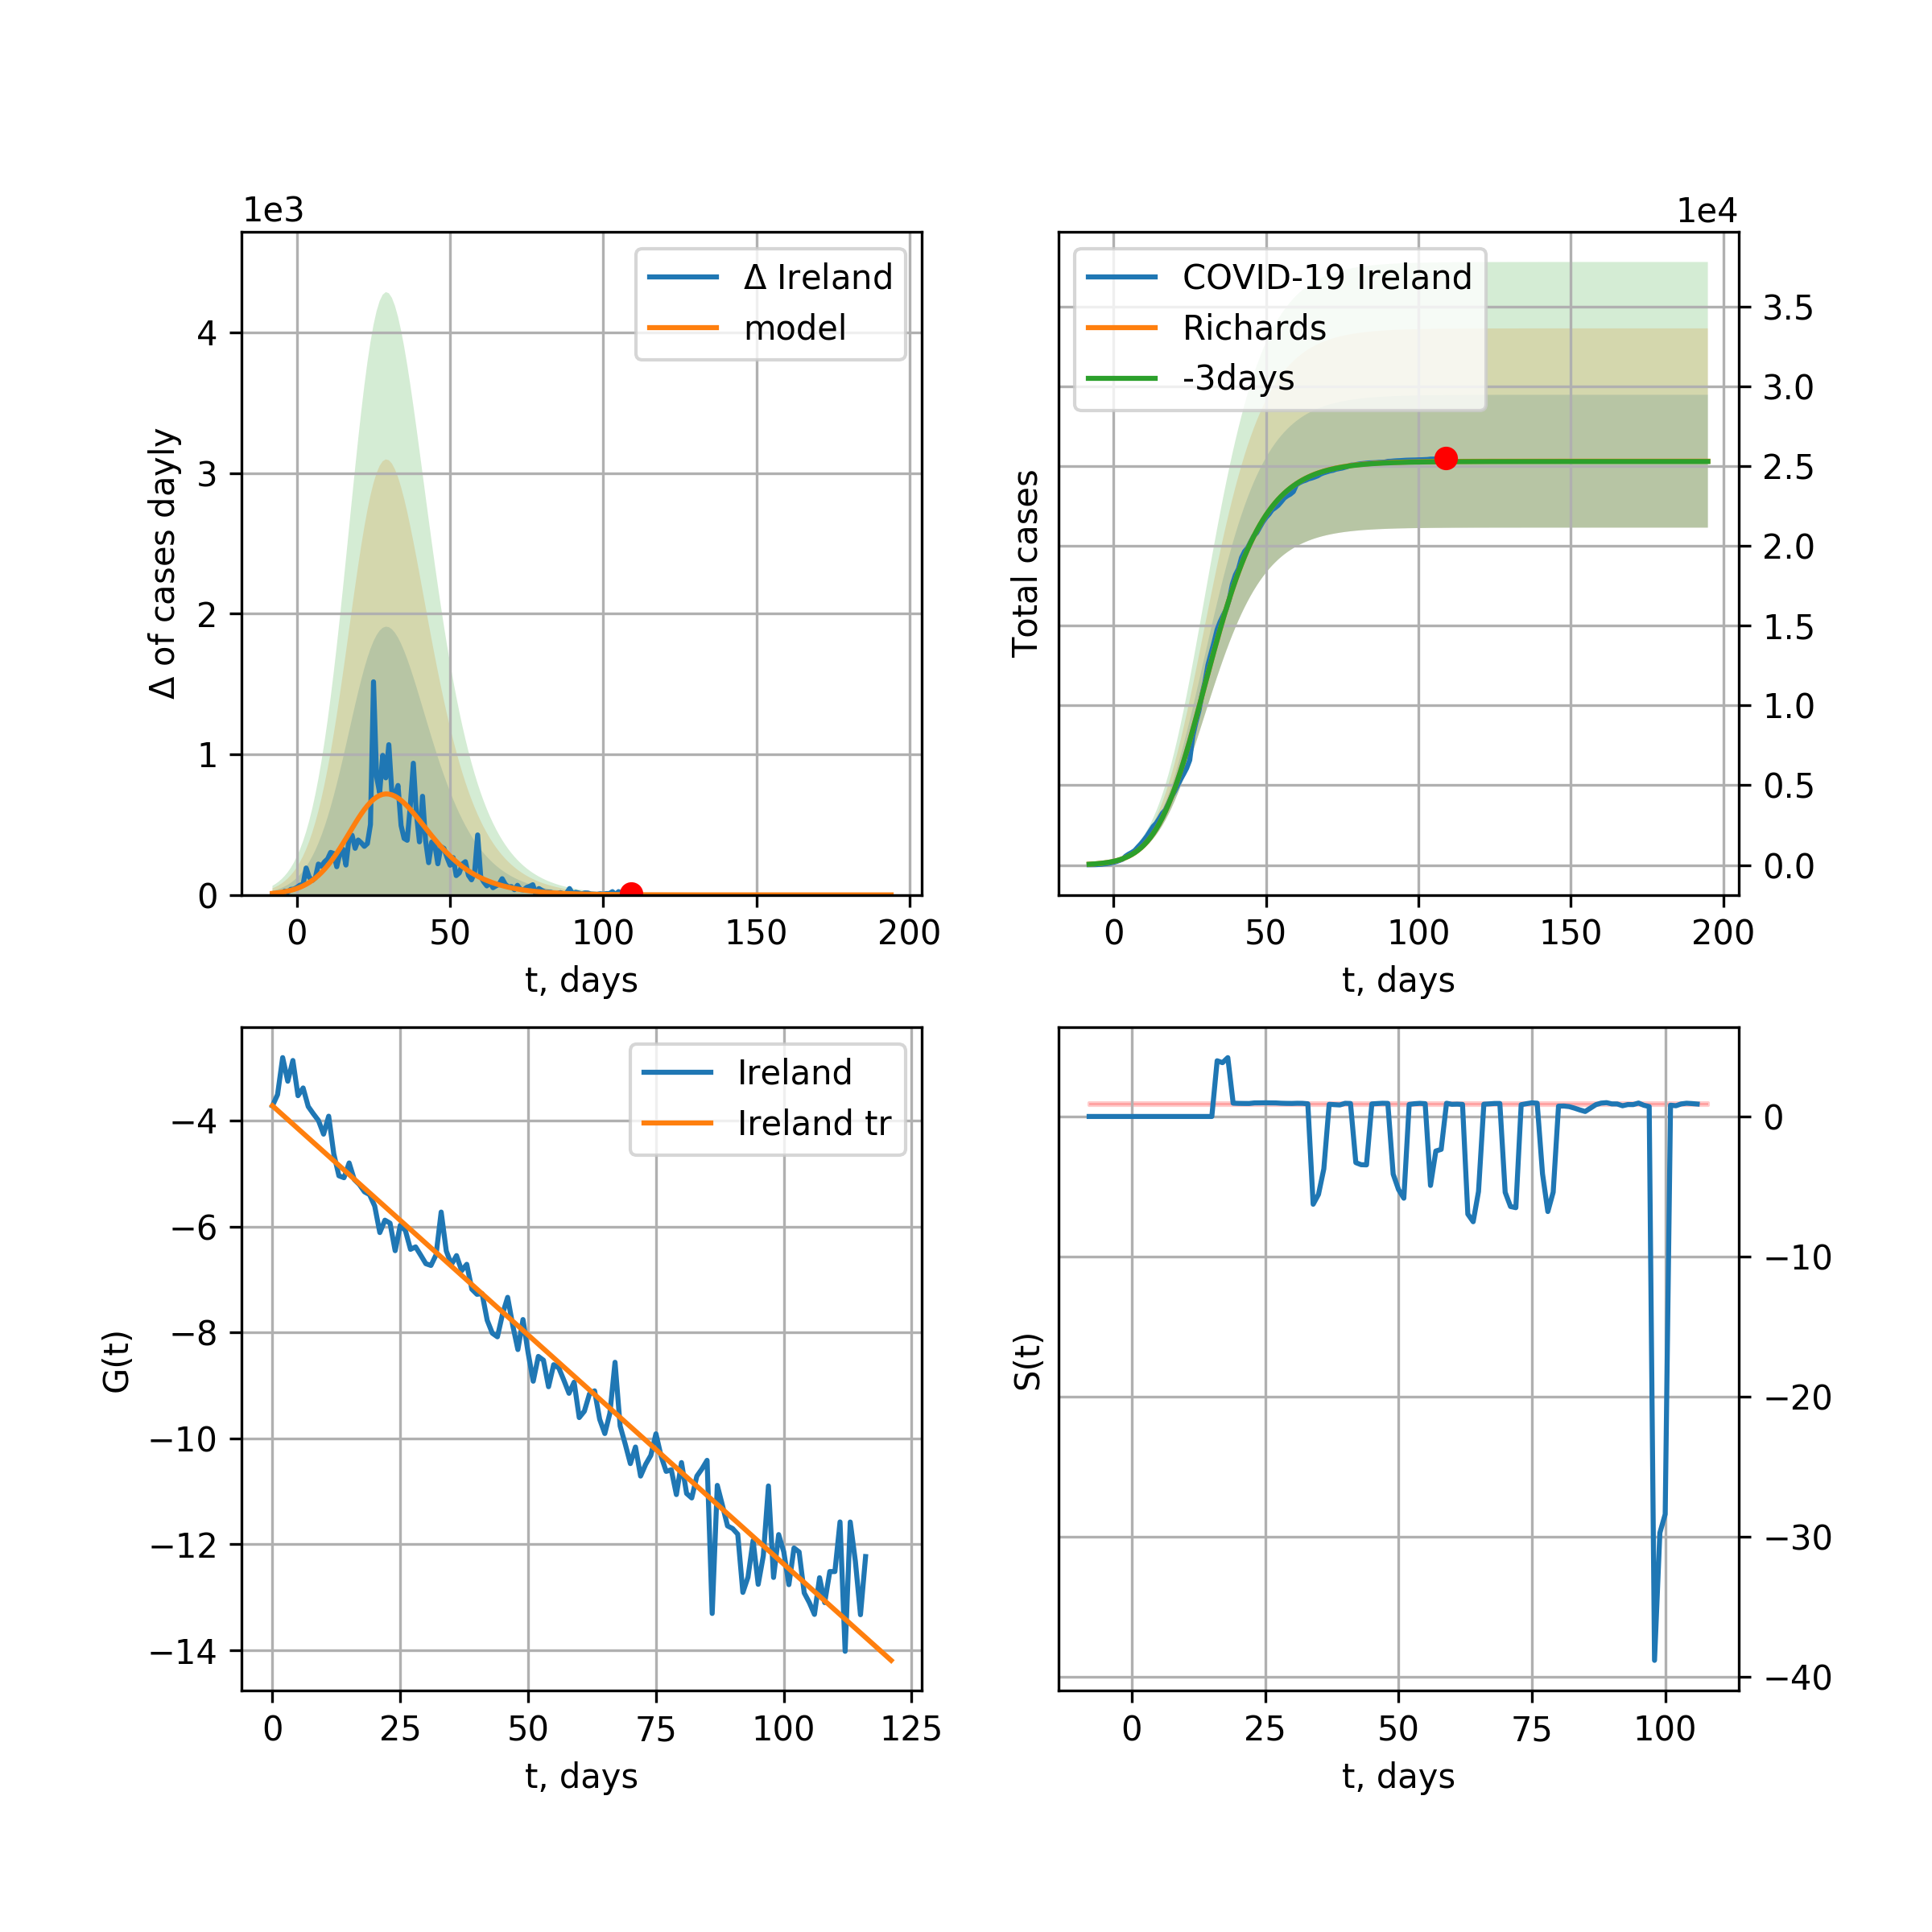 1e3
Δ of cases dayly
4
3
2
1
0
0 50 100 150 200
t, days
Δ Ireland
model
1e4
Total cases
3.5
3.0
2.5
2.0
1.5
1.0
0.5
0.0
0 50 100 150 200
t, days
COVID-19 Ireland
Richards
-3days
G(t)
−4
−6
−8
−10
−12
−14
0 25 50 75 100 125
t, days
Ireland
Ireland tr
S(t)
0
−10
−20
−30
−40
0 25 50 75 100
t, days